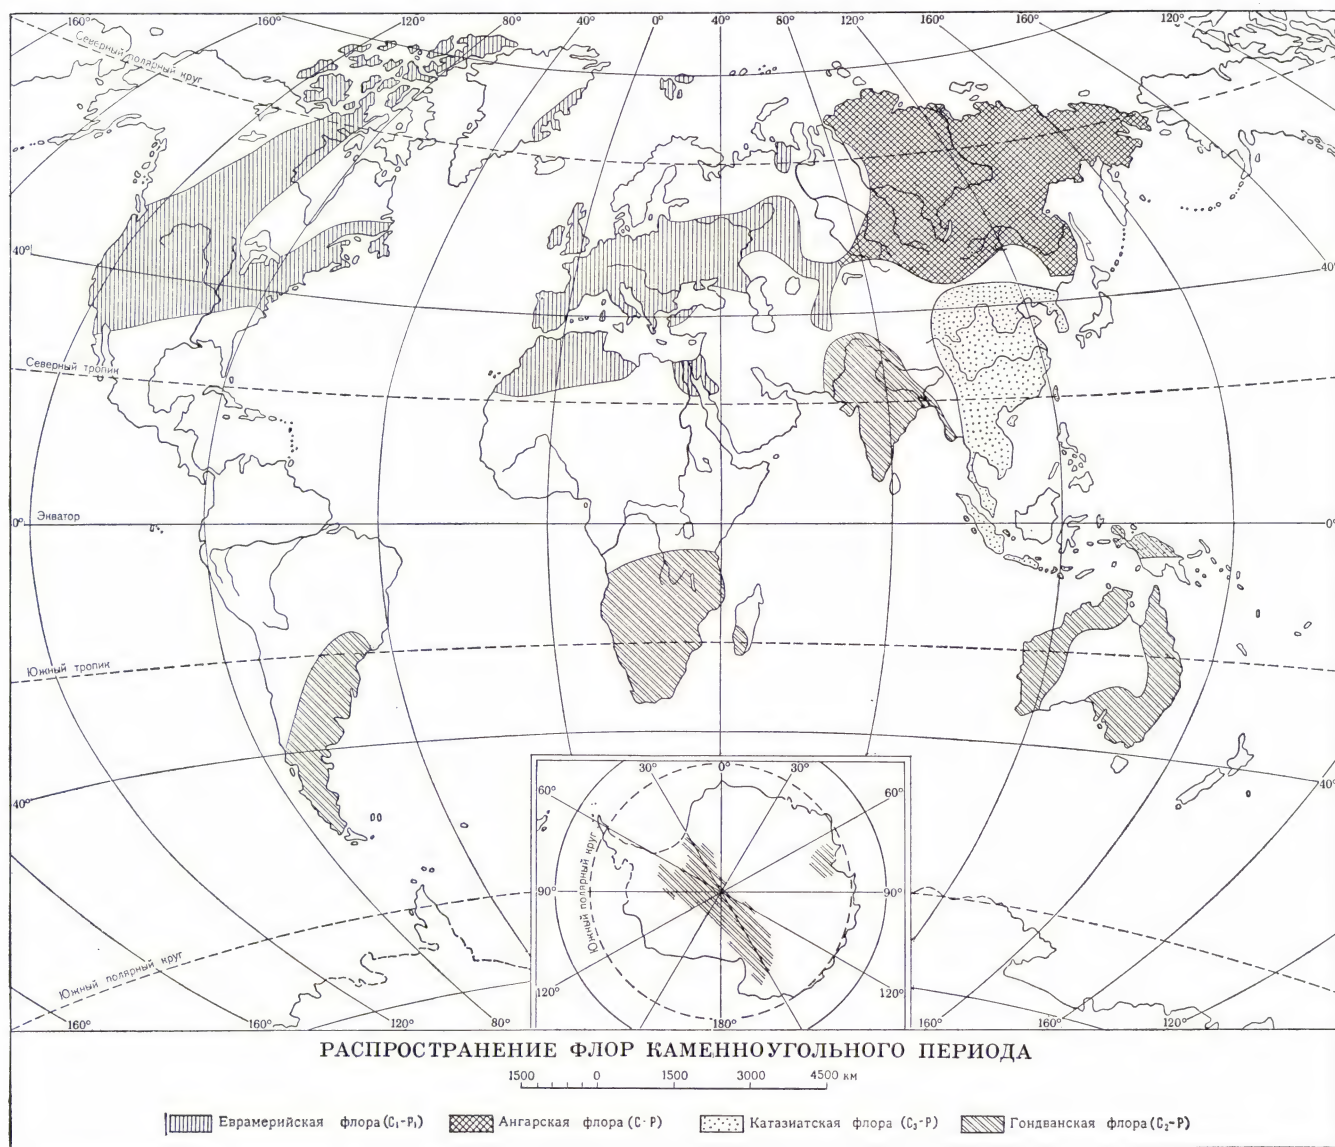 160° 160° 120° 80° 40° 0° 40° 80° 120° 160° 160° 120°
Северный полярный круг
40° 40°
Северный тропик
0° Экватор 0°
Южный тропик
40° 40°
30° 0° 30°
60° 60°
Южный полярный круг
90° 90°
Южный полярный круг
120° 120°
160° 160° 120° 80° 180° 160° 160° 120°
РАСПРОСТРАНЕНИЕ ФЛОР КАМЕННОУГОЛЬНОГО ПЕРИОДА
1500 0 1500 3000 4500 км
Еврамерийская флора (C₁-P₁) Ангарская флора (C-P) Катазиатская флора (C₃-P) Гондванская флора (C₂-P)